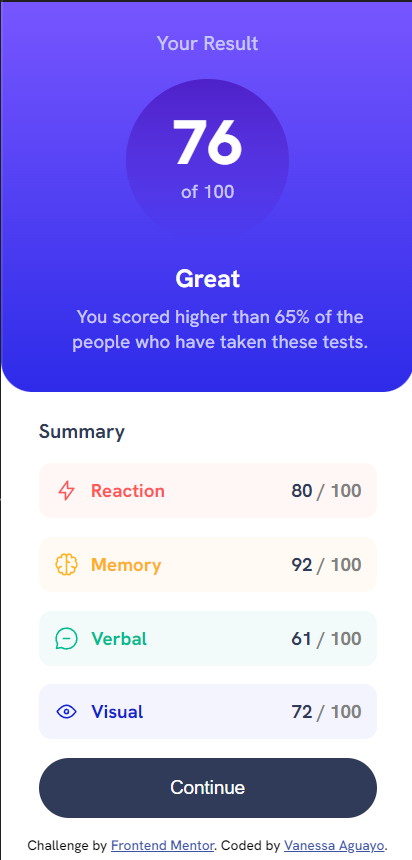 Your Result
76
of 100
Great
You scored higher than 65% of the
people who have taken these tests.
Summary
Reaction 80 / 100
Memory 92 / 100
Verbal 61 / 100
Visual 72 / 100
Continue
Challenge by Frontend Mentor. Coded by Vanessa Aguayo.